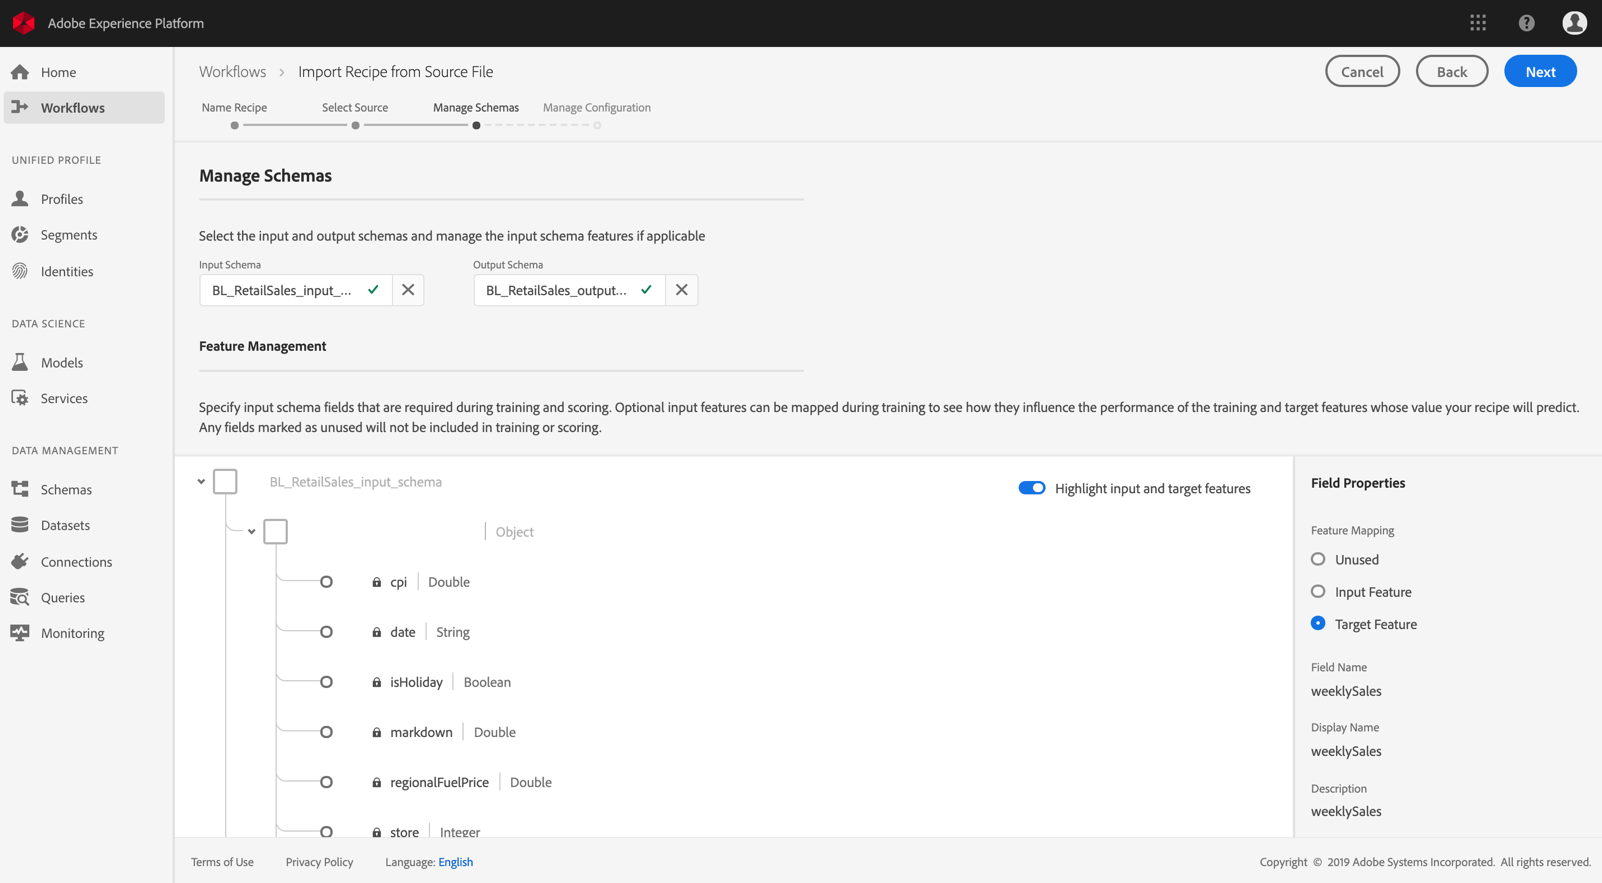 Adobe Experience Platform
Home
Workflows
UNIFIED PROFILE
Profiles
Segments
Identities
DATA SCIENCE
Models
Services
DATA MANAGEMENT
Schemas
Datasets
Connections
Queries
Monitoring
Workflows > Import Recipe from Source File
Cancel Back Next
Name Recipe Select Source Manage Schemas Manage Configuration
Manage Schemas
Select the input and output schemas and manage the input schema features if applicable
Input Schema Output Schema
BL_RetailSales_input_... BL_RetailSales_output...
Feature Management
Specify input schema fields that are required during training and scoring. Optional input features can be mapped during training to see how they influence the performance of the training and target features whose value your recipe will predict.
Any fields marked as unused will not be included in training or scoring.
BL_RetailSales_input_schema
Highlight input and target features
Object
cpi Double
date String
isHoliday Boolean
markdown Double
regionalFuelPrice Double
store Integer
Field Properties
Feature Mapping
Unused
Input Feature
Target Feature
Field Name
weeklySales
Display Name
weeklySales
Description
weeklySales
Terms of Use Privacy Policy Language: English
Copyright © 2019 Adobe Systems Incorporated. All rights reserved.